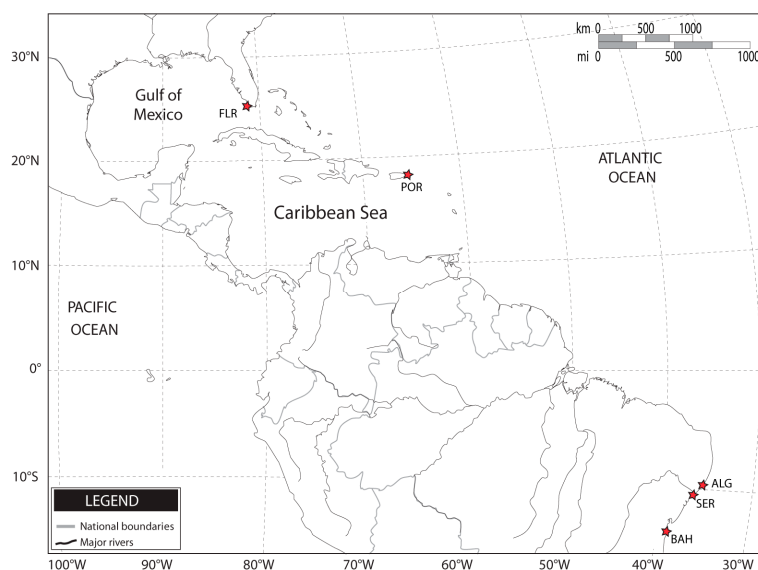 km 0 500 1000
mi 0 500 1000
30°N
Gulf of
Mexico
FLR
20°N
ATLANTIC
OCEAN
POR
Caribbean Sea
10°N
PACIFIC
OCEAN
0°
10°S
ALG
SER
BAH
LEGEND
National boundaries
Major rivers
100°W 90°W 80°W 70°W 60°W 50°W 40°W 30°W